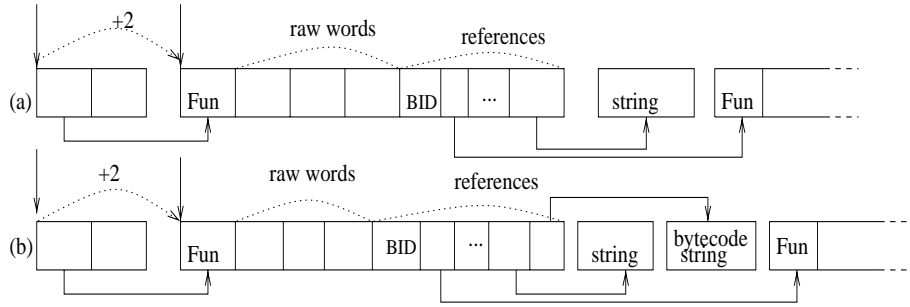 +2
raw words
references
(a)
Fun
BID
...
string
Fun
+2
raw words
references
(b)
Fun
BID
...
string
bytecode
string
Fun